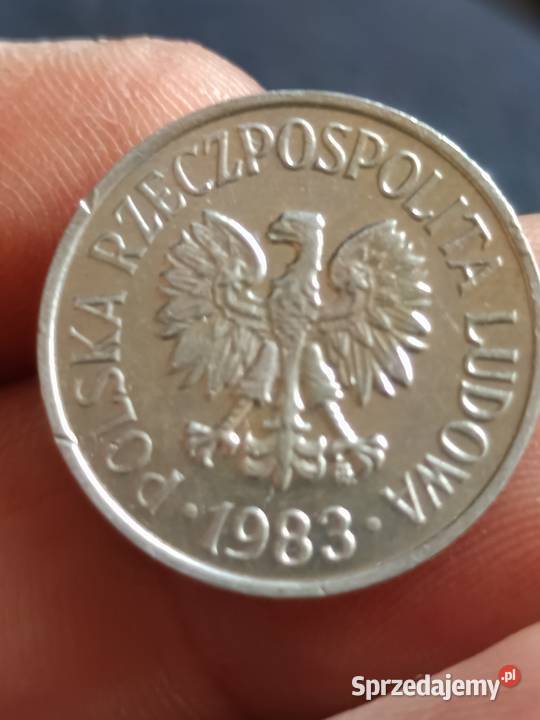 POLSKA RZECZPOSPOLITA LUDOWA
·1983·
Sprzedajemy.pl